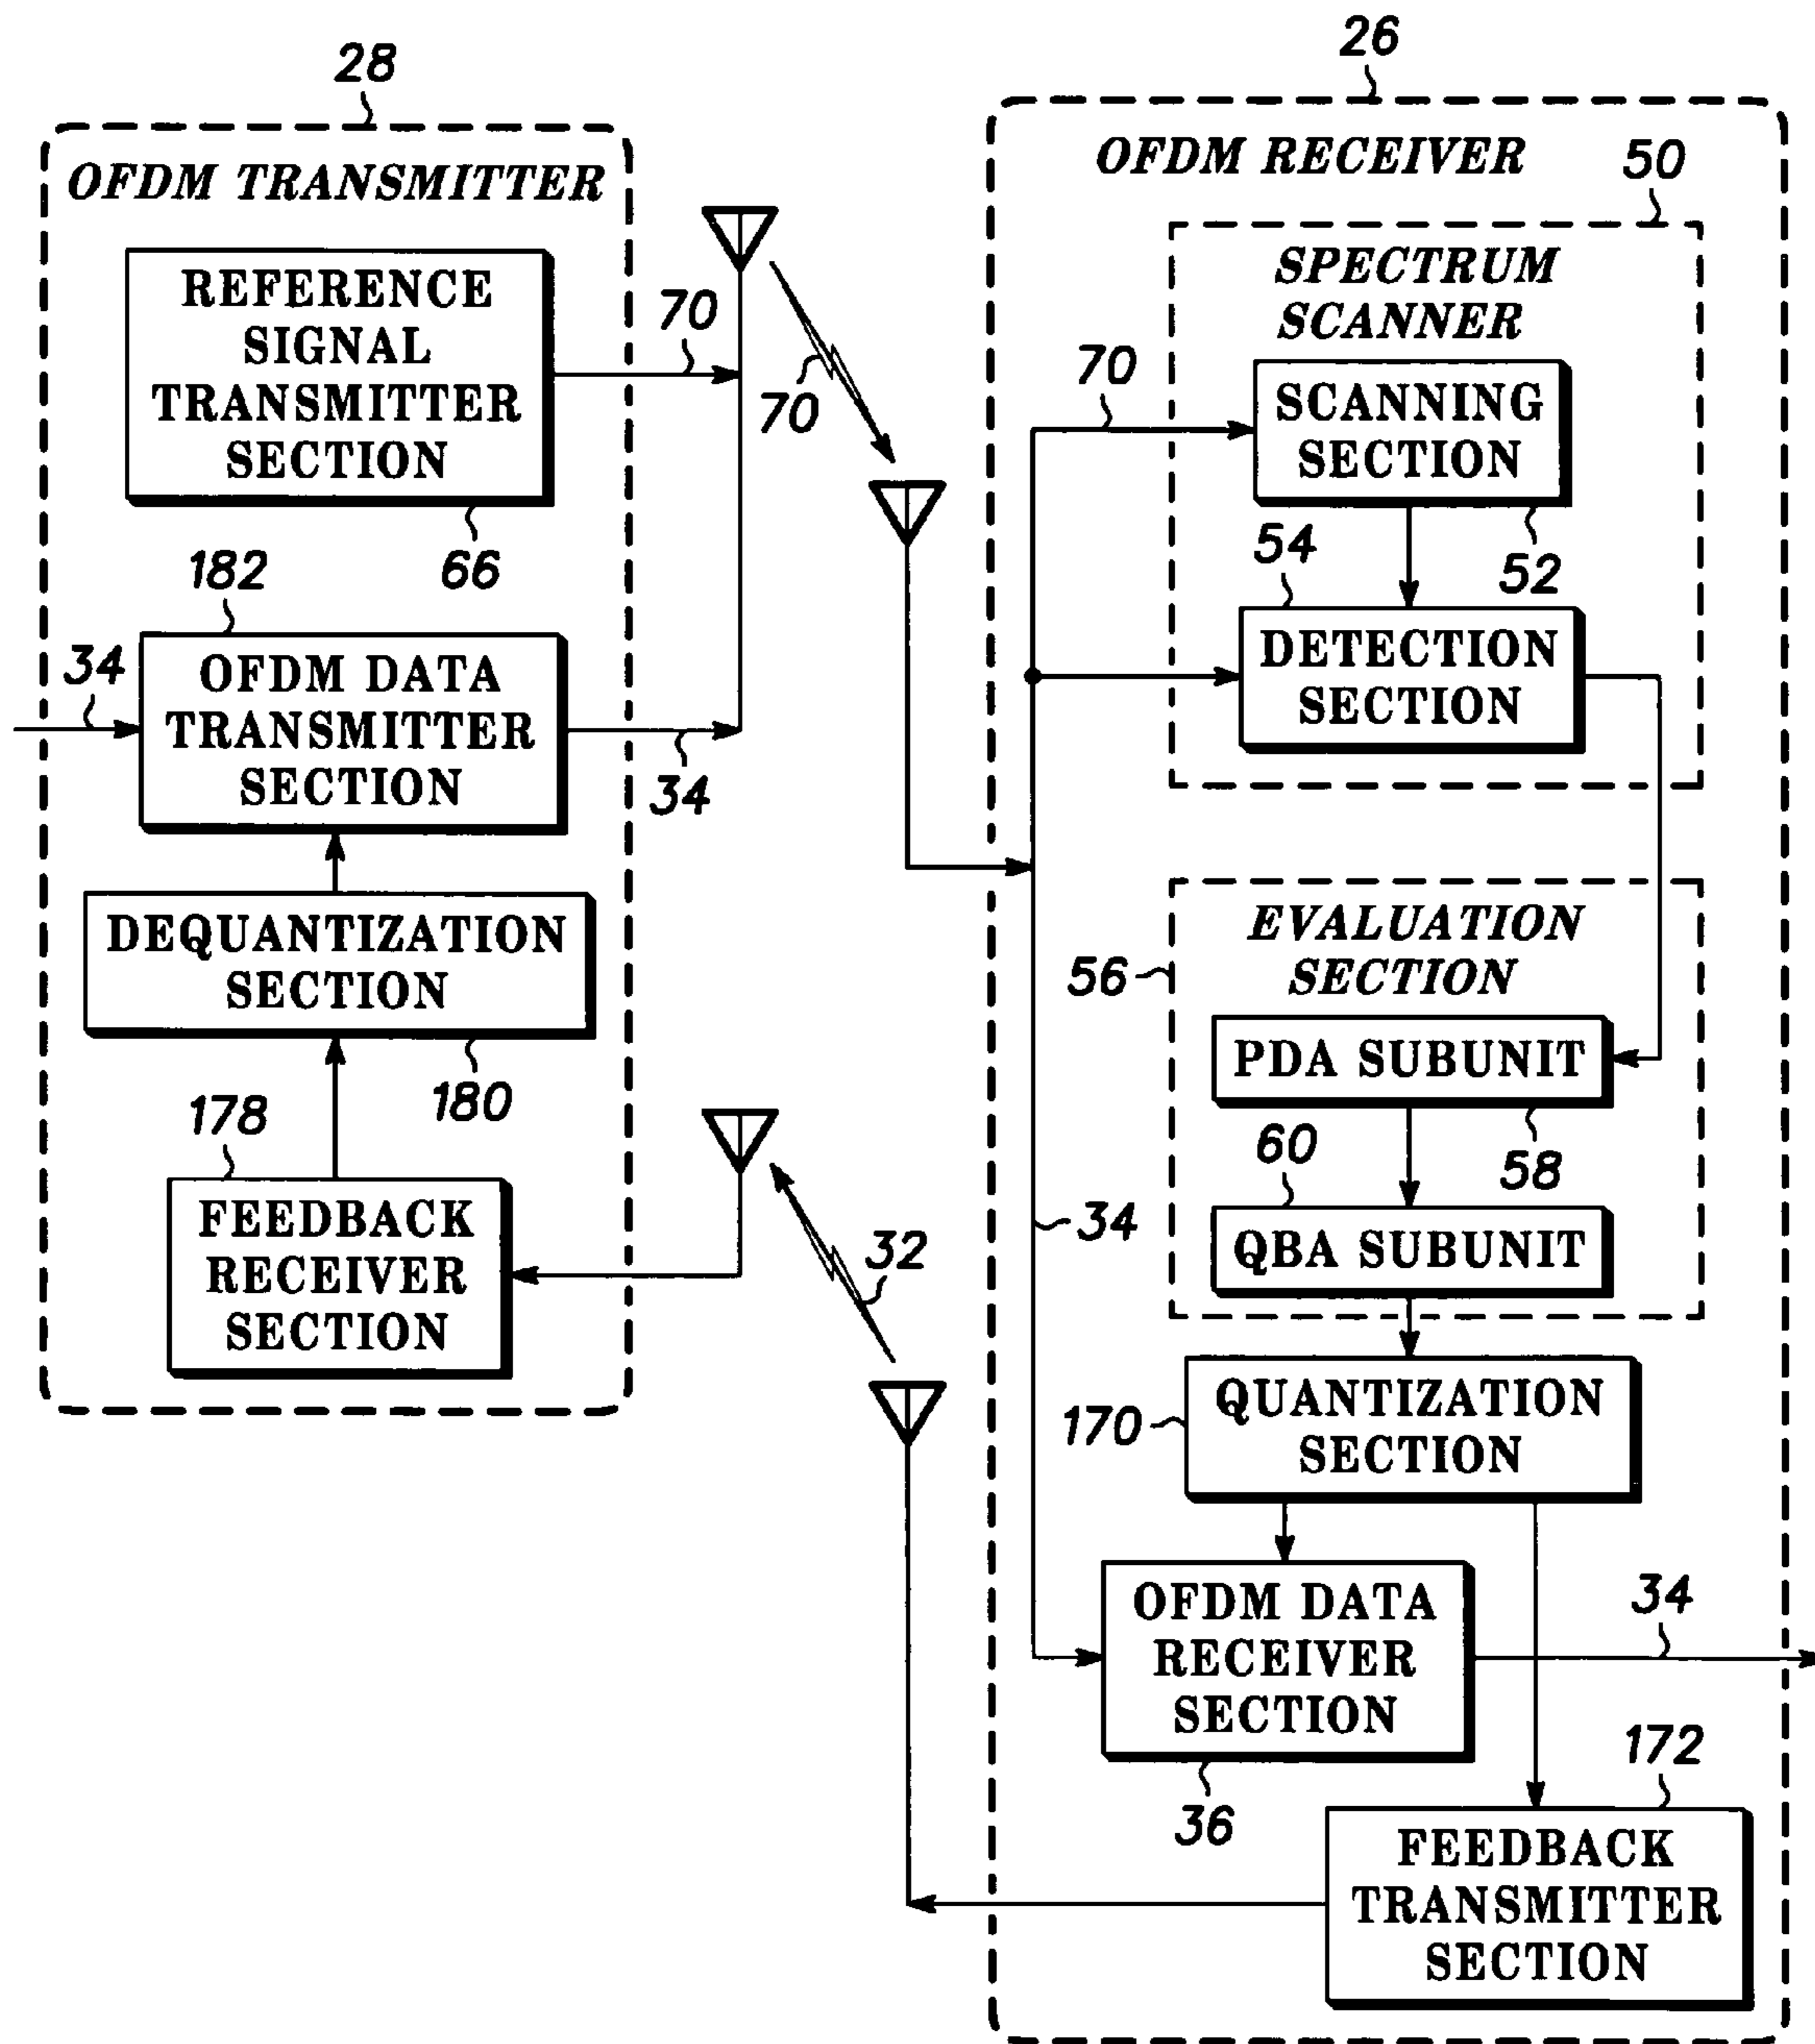 28
OFDM TRANSMITTER
REFERENCE
SIGNAL
TRANSMITTER
SECTION
66
70
70
182
34
OFDM DATA
TRANSMITTER
SECTION
34
DEQUANTIZATION
SECTION
180
178
FEEDBACK
RECEIVER
SECTION
32
26
OFDM RECEIVER
50
SPECTRUM
SCANNER
70
SCANNING
SECTION
52
54
DETECTION
SECTION
EVALUATION
SECTION
56
PDA SUBUNIT
58
60
QBA SUBUNIT
34
QUANTIZATION
SECTION
170
OFDM DATA
RECEIVER
SECTION
36
34
172
FEEDBACK
TRANSMITTER
SECTION